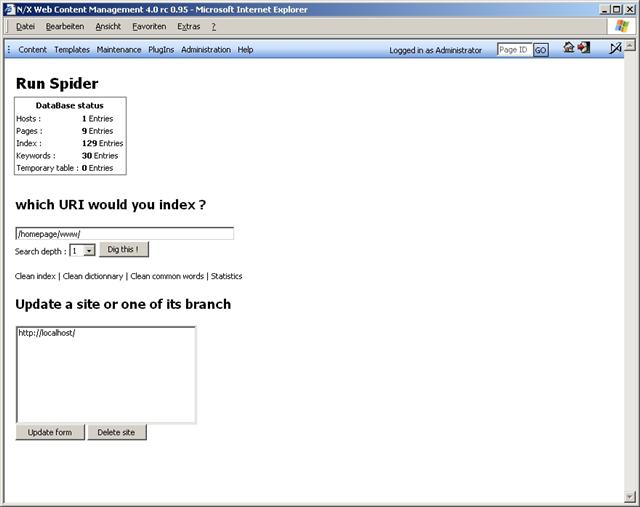 N/X Web Content Management 4.0 rc 0.95 - Microsoft Internet Explorer
Datei Bearbeiten Ansicht Favoriten Extras ?
Content Templates Maintenance PlugIns Administration Help Logged in as Administrator Page ID GO
Run Spider
DataBase status
Hosts : 1 Entries
Pages : 9 Entries
Index : 129 Entries
Keywords : 30 Entries
Temporary table : 0 Entries
which URI would you index ?
/homepage/www/
Search depth : 1 Dig this !
Clean index | Clean dictionnary | Clean common words | Statistics
Update a site or one of its branch
http://localhost/
Update form Delete site